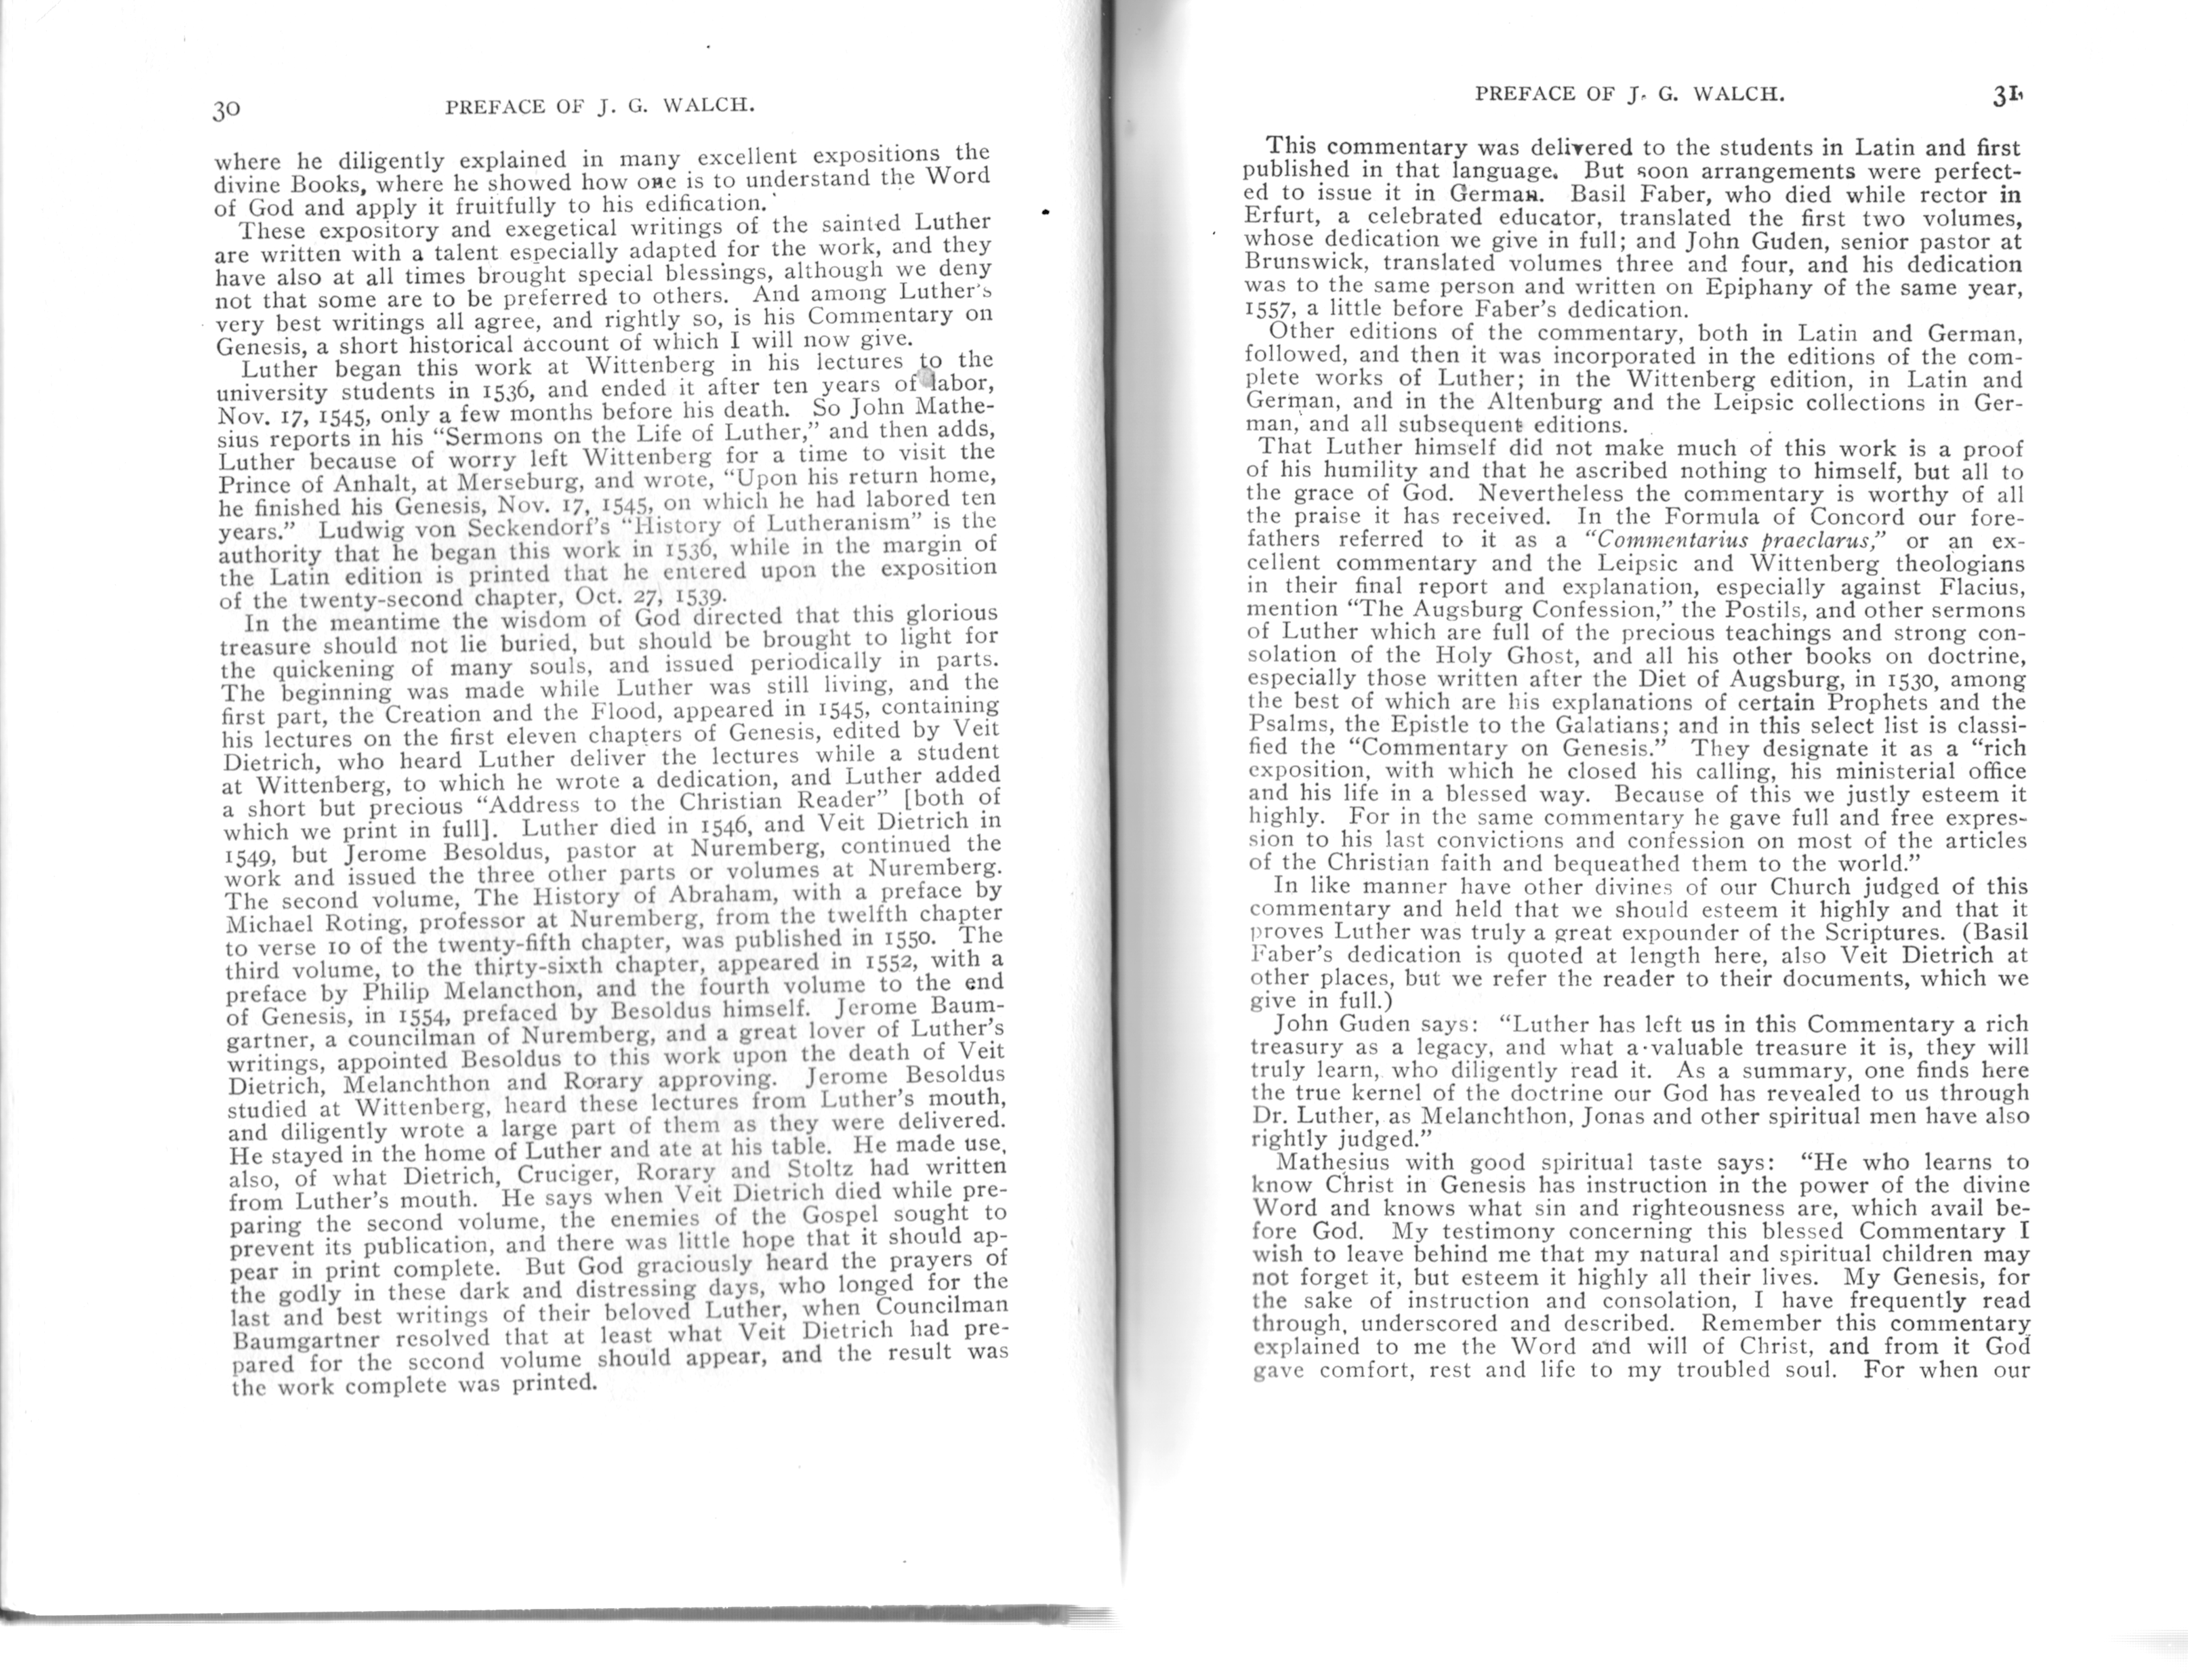 30 PREFACE OF J. G. WALCH.
where he diligently explained in many excellent expositions the
divine Books, where he showed how one is to understand the Word
of God and apply it fruitfully to his edification.
These expository and exegetical writings of the sainted Luther
are written with a talent especially adapted for the work, and they
have also at all times brought special blessings, although we deny
not that some are to be preferred to others. And among Luther's
very best writings all agree, and rightly so, is his Commentary on
Genesis, a short historical account of which I will now give.
Luther began this work at Wittenberg in his lectures to the
university students in 1536, and ended it after ten years of labor,
Nov. 17, 1545, only a few months before his death. So John Mathe-
sius reports in his “Sermons on the Life of Luther,” and then adds,
Luther because of worry left Wittenberg for a time to visit the
Prince of Anhalt, at Merseburg, and wrote, “Upon his return home,
he finished his Genesis, Nov. 17, 1545, on which he had labored ten
years.” Ludwig von Seckendorf's “History of Lutheranism” is the
authority that he began this work in 1536, while in the margin of
the Latin edition is printed that he entered upon the exposition
of the twenty-second chapter, Oct. 27, 1539.
In the meantime the wisdom of God directed that this glorious
treasure should not lie buried, but should be brought to light for
the quickening of many souls, and issued periodically in parts.
The beginning was made while Luther was still living, and the
first part, the Creation and the Flood, appeared in 1545, containing
his lectures on the first eleven chapters of Genesis, edited by Veit
Dietrich, who heard Luther deliver the lectures while a student
at Wittenberg, to which he wrote a dedication, and Luther added
a short but precious “Address to the Christian Reader” [both of
which we print in full]. Luther died in 1546, and Veit Dietrich in
1549, but Jerome Besoldus, pastor at Nuremberg, continued the
work and issued the three other parts or volumes at Nuremberg.
The second volume, The History of Abraham, with a preface by
Michael Roting, professor at Nuremberg, from the twelfth chapter
to verse 10 of the twenty-fifth chapter, was published in 1550. The
third volume, to the thirty-sixth chapter, appeared in 1552, with a
preface by Philip Melancthon, and the fourth volume to the end
of Genesis, in 1554, prefaced by Besoldus himself. Jerome Baum-
gartner, a councilman of Nuremberg, and a great lover of Luther's
writings, appointed Besoldus to this work upon the death of Veit
Dietrich, Melanchthon and Rorary approving. Jerome Besoldus
studied at Wittenberg, heard these lectures from Luther's mouth,
and diligently wrote a large part of them as they were delivered.
He stayed in the home of Luther and ate at his table. He made use,
also, of what Dietrich, Cruciger, Rorary and Stoltz had written
from Luther's mouth. He says when Veit Dietrich died while pre-
paring the second volume, the enemies of the Gospel sought to
prevent its publication, and there was little hope that it should ap-
pear in print complete. But God graciously heard the prayers of
the godly in these dark and distressing days, who longed for the
last and best writings of their beloved Luther, when Councilman
Baumgartner resolved that at least what Veit Dietrich had pre-
pared for the second volume should appear, and the result was
the work complete was printed.
PREFACE OF J. G. WALCH. 31
This commentary was delivered to the students in Latin and first
published in that language. But soon arrangements were perfect-
ed to issue it in German. Basil Faber, who died while rector in
Erfurt, a celebrated educator, translated the first two volumes,
whose dedication we give in full; and John Guden, senior pastor at
Brunswick, translated volumes three and four, and his dedication
was to the same person and written on Epiphany of the same year,
1557, a little before Faber's dedication.
Other editions of the commentary, both in Latin and German,
followed, and then it was incorporated in the editions of the com-
plete works of Luther; in the Wittenberg edition, in Latin and
German, and in the Altenburg and the Leipsic collections in Ger-
man, and all subsequent editions.
That Luther himself did not make much of this work is a proof
of his humility and that he ascribed nothing to himself, but all to
the grace of God. Nevertheless the commentary is worthy of all
the praise it has received. In the Formula of Concord our fore-
fathers referred to it as a “Commentarius praeclarus,” or an ex-
cellent commentary and the Leipsic and Wittenberg theologians
in their final report and explanation, especially against Flacius,
mention “The Augsburg Confession,” the Postils, and other sermons
of Luther which are full of the precious teachings and strong con-
solation of the Holy Ghost, and all his other books on doctrine,
especially those written after the Diet of Augsburg, in 1530, among
the best of which are his explanations of certain Prophets and the
Psalms, the Epistle to the Galatians; and in this select list is classi-
fied the “Commentary on Genesis.” They designate it as a “rich
exposition, with which he closed his calling, his ministerial office
and his life in a blessed way. Because of this we justly esteem it
highly. For in the same commentary he gave full and free expres-
sion to his last convictions and confession on most of the articles
of the Christian faith and bequeathed them to the world.”
In like manner have other divines of our Church judged of this
commentary and held that we should esteem it highly and that it
proves Luther was truly a great expounder of the Scriptures. (Basil
Faber's dedication is quoted at length here, also Veit Dietrich at
other places, but we refer the reader to their documents, which we
give in full.)
John Guden says: “Luther has left us in this Commentary a rich
treasury as a legacy, and what a valuable treasure it is, they will
truly learn, who diligently read it. As a summary, one finds here
the true kernel of the doctrine our God has revealed to us through
Dr. Luther, as Melanchthon, Jonas and other spiritual men have also
rightly judged.”
Mathesius with good spiritual taste says: “He who learns to
know Christ in Genesis has instruction in the power of the divine
Word and knows what sin and righteousness are, which avail be-
fore God. My testimony concerning this blessed Commentary I
wish to leave behind me that my natural and spiritual children may
not forget it, but esteem it highly all their lives. My Genesis, for
the sake of instruction and consolation, I have frequently read
through, underscored and described. Remember this commentary
explained to me the Word and will of Christ, and from it God
gave comfort, rest and life to my troubled soul. For when our